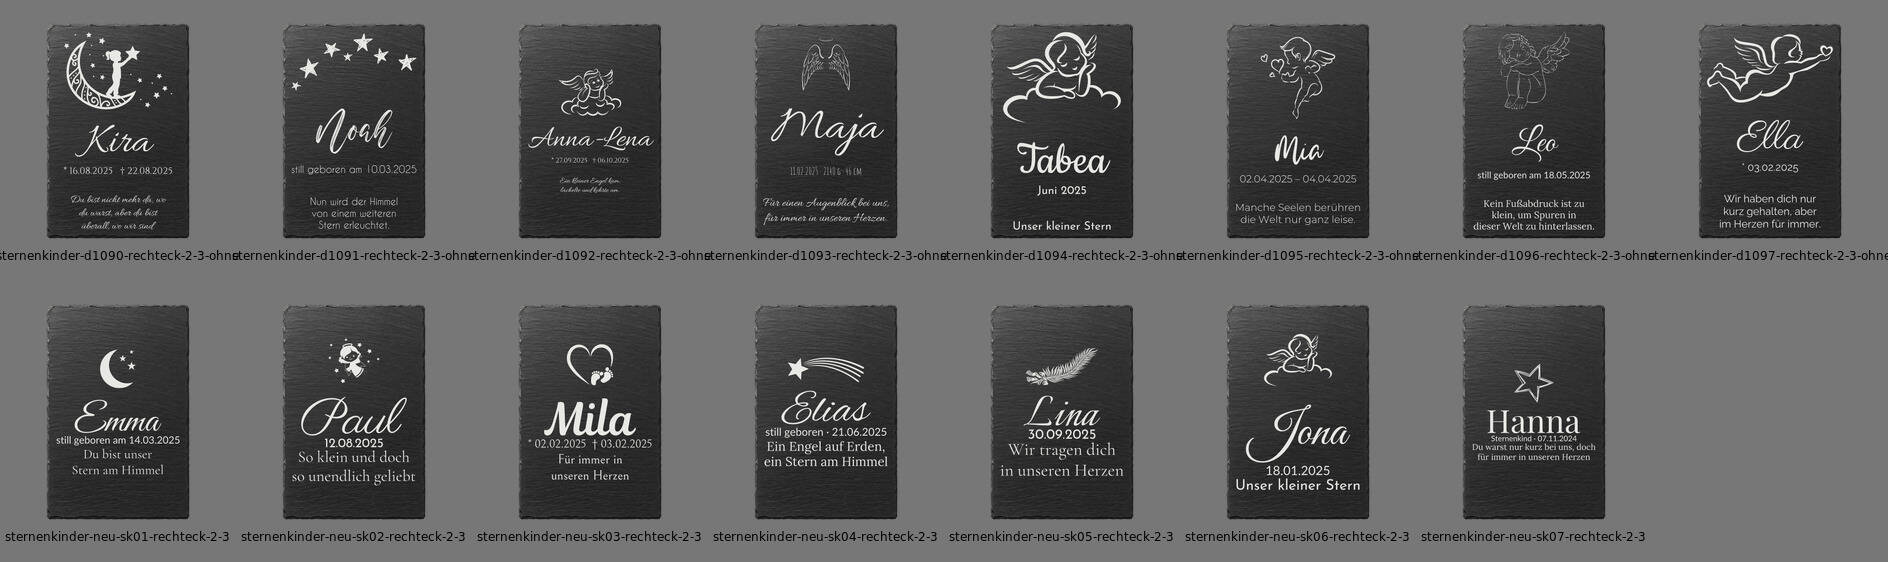 Kira
* 16.08.2025 † 22.08.2025
Du bist nicht mehr da, wo
du warst, aber du bist
überall, wo wir sind
sternenkinder-d1090-rechteck-2-3-ohne
Noah
still geboren am 10.03.2025
Nun wird der Himmel
von einem weiteren
Stern erleuchtet.
sternenkinder-d1091-rechteck-2-3-ohne
Anna-Lena
* 27.09.2025 † 06.10.2025
Ein kleiner Engel kam,
lächelte und kehrte um.
sternenkinder-d1092-rechteck-2-3-ohne
Maja
11.02.2025 · 2140 g · 46 cm
Für einen Augenblick bei uns,
für immer in unseren Herzen.
sternenkinder-d1093-rechteck-2-3-ohne
Tabea
Juni 2025
Unser kleiner Stern
sternenkinder-d1094-rechteck-2-3-ohne
Mia
02.04.2025 – 04.04.2025
Manche Seelen berühren
die Welt nur ganz leise.
sternenkinder-d1095-rechteck-2-3-ohne
Leo
still geboren am 18.05.2025
Kein Fußabdruck ist zu
klein, um Spuren in
dieser Welt zu hinterlassen.
sternenkinder-d1096-rechteck-2-3-ohne
Ella
* 03.02.2025
Wir haben dich nur
kurz gehalten, aber
im Herzen für immer.
sternenkinder-d1097-rechteck-2-3-ohne
Emma
still geboren am 14.03.2025
Du bist unser
Stern am Himmel
sternenkinder-neu-sk01-rechteck-2-3
Paul
12.08.2025
So klein und doch
so unendlich geliebt
sternenkinder-neu-sk02-rechteck-2-3
Mila
* 02.02.2025 † 03.02.2025
Für immer in
unseren Herzen
sternenkinder-neu-sk03-rechteck-2-3
Elias
still geboren · 21.06.2025
Ein Engel auf Erden,
ein Stern am Himmel
sternenkinder-neu-sk04-rechteck-2-3
Lina
30.09.2025
Wir tragen dich
in unseren Herzen
sternenkinder-neu-sk05-rechteck-2-3
Jona
18.01.2025
Unser kleiner Stern
sternenkinder-neu-sk06-rechteck-2-3
Hanna
Sternenkind · 07.11.2024
Du warst nur kurz bei uns, doch
für immer in unseren Herzen
sternenkinder-neu-sk07-rechteck-2-3